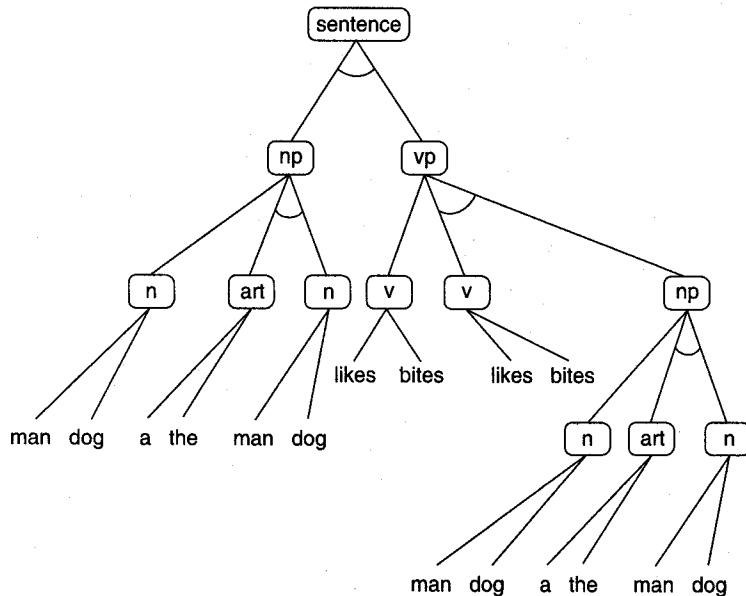 sentence
np vp
n art n v v np
likes bites likes bites
man dog a the man dog
n art n
man dog a the man dog